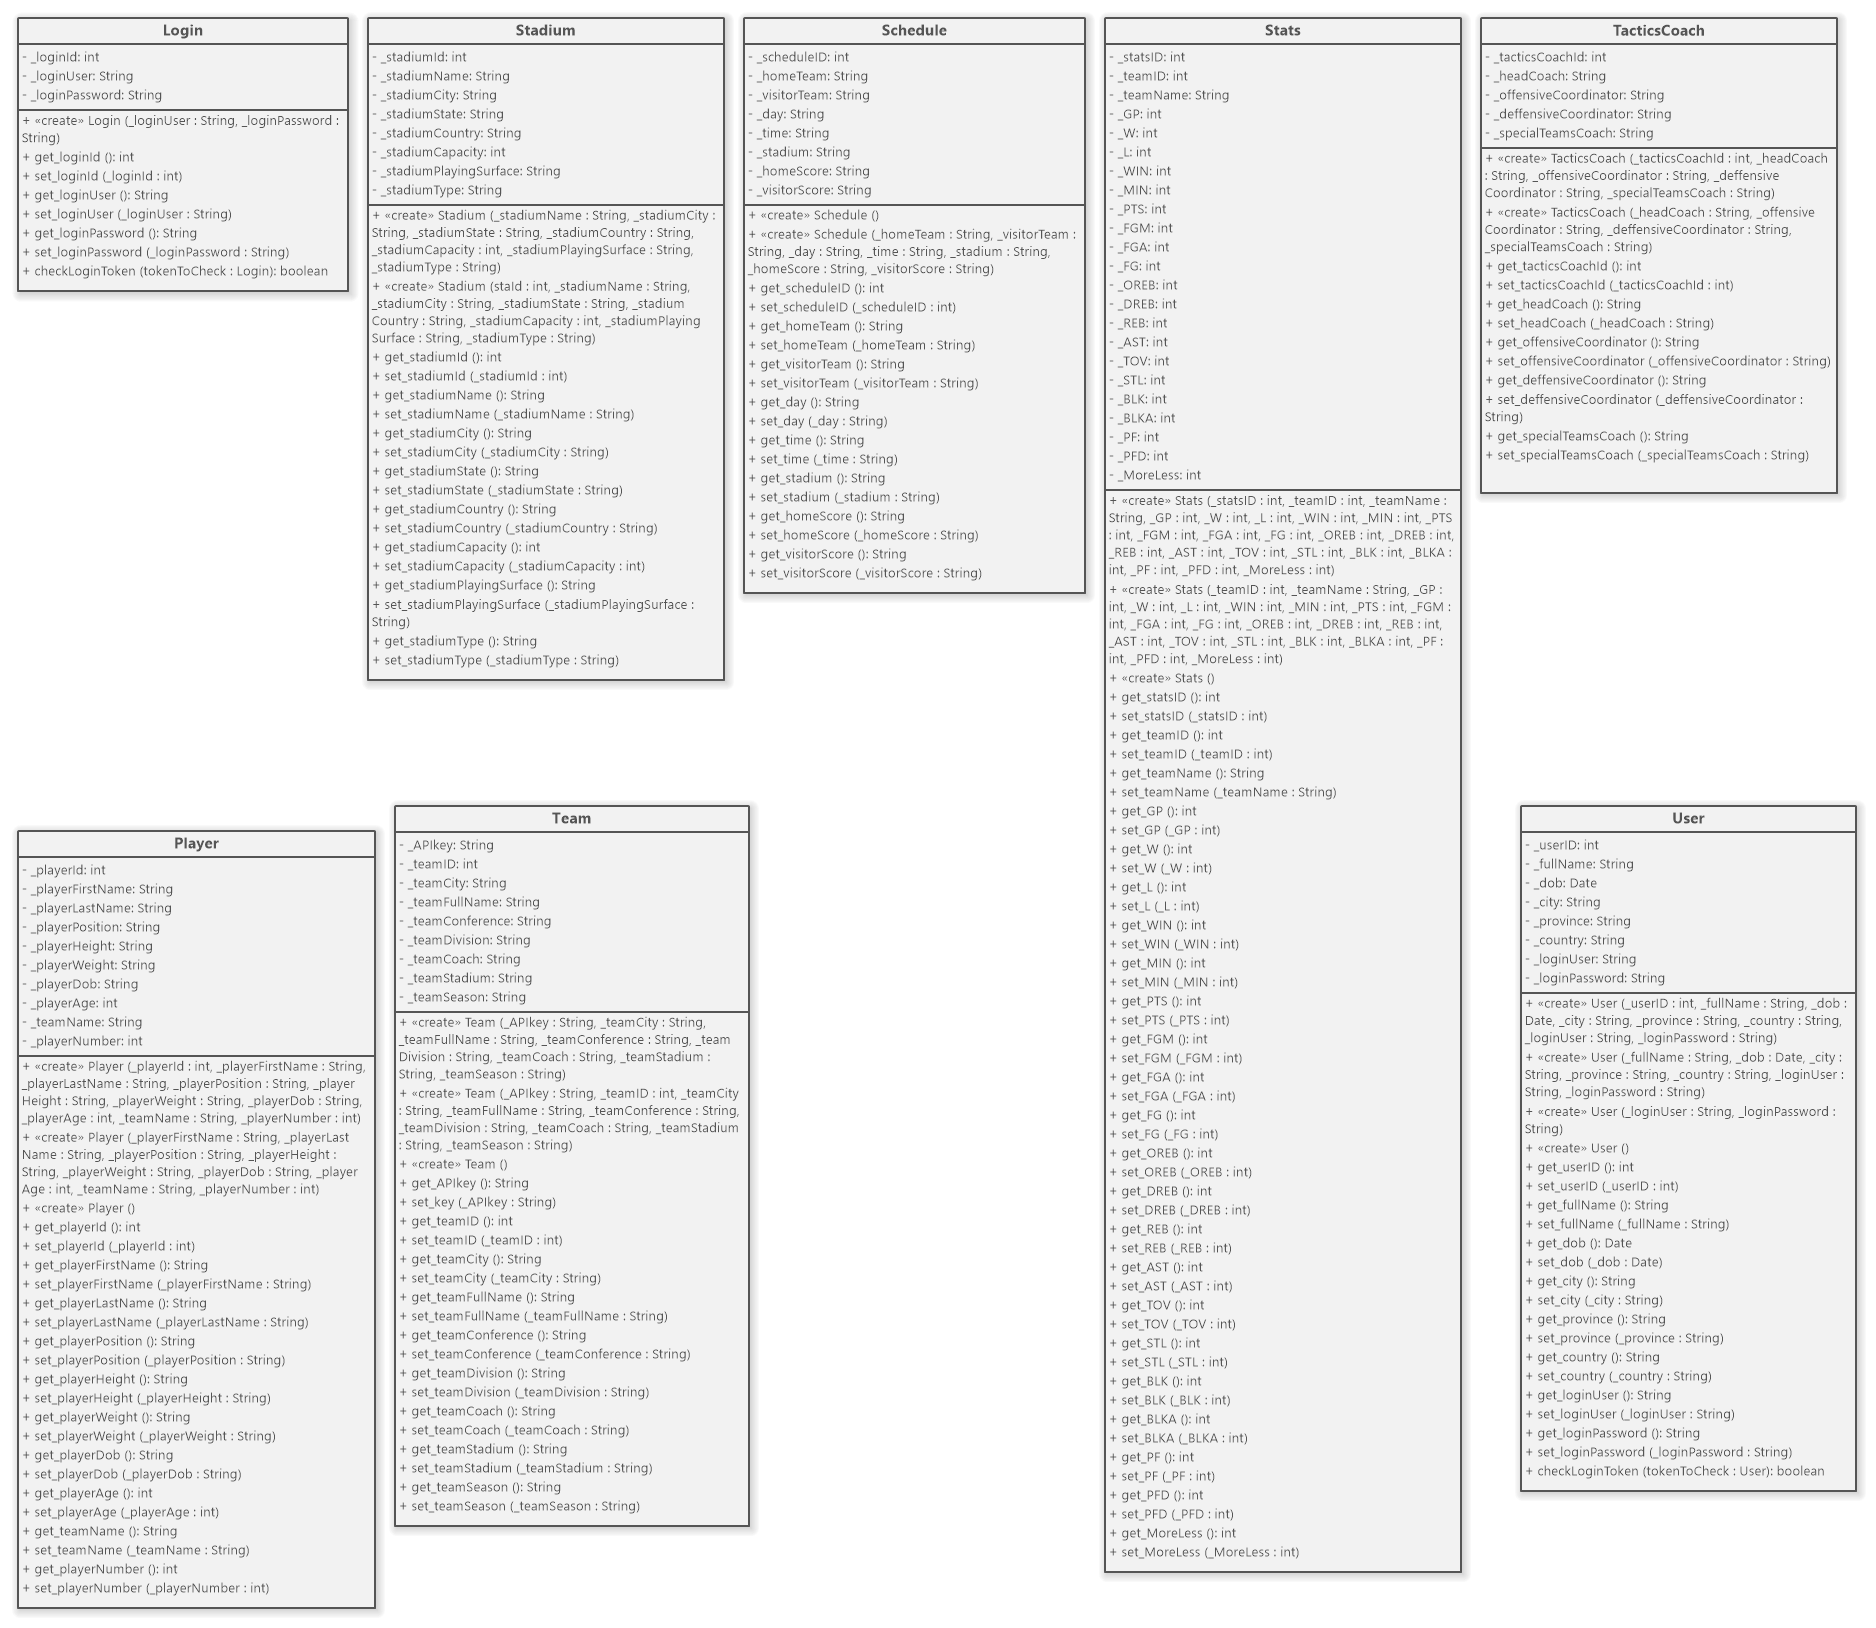 Login
- _loginId: int
- _loginUser: String
- _loginPassword: String
+ «create» Login (_loginUser : String, _loginPassword :
String)
+ get_loginId (): int
+ set_loginId (_loginId : int)
+ get_loginUser (): String
+ set_loginUser (_loginUser : String)
+ get_loginPassword (): String
+ set_loginPassword (_loginPassword : String)
+ checkLoginToken (tokenToCheck : Login): boolean
Stadium
- _stadiumId: int
- _stadiumName: String
- _stadiumCity: String
- _stadiumState: String
- _stadiumCountry: String
- _stadiumCapacity: int
- _stadiumPlayingSurface: String
- _stadiumType: String
+ «create» Stadium (_stadiumName : String, _stadiumCity :
String, _stadiumState : String, _stadiumCountry : String,
_stadiumCapacity : int, _stadiumPlayingSurface : String,
_stadiumType : String)
+ «create» Stadium (staId : int, _stadiumName : String,
_stadiumCity : String, _stadiumState : String, _stadium
Country : String, _stadiumCapacity : int, _stadiumPlaying
Surface : String, _stadiumType : String)
+ get_stadiumId (): int
+ set_stadiumId (_stadiumId : int)
+ get_stadiumName (): String
+ set_stadiumName (_stadiumName : String)
+ get_stadiumCity (): String
+ set_stadiumCity (_stadiumCity : String)
+ get_stadiumState (): String
+ set_stadiumState (_stadiumState : String)
+ get_stadiumCountry (): String
+ set_stadiumCountry (_stadiumCountry : String)
+ get_stadiumCapacity (): int
+ set_stadiumCapacity (_stadiumCapacity : int)
+ get_stadiumPlayingSurface (): String
+ set_stadiumPlayingSurface (_stadiumPlayingSurface :
String)
+ get_stadiumType (): String
+ set_stadiumType (_stadiumType : String)
Schedule
- _scheduleID: int
- _homeTeam: String
- _visitorTeam: String
- _day: String
- _time: String
- _stadium: String
- _homeScore: String
- _visitorScore: String
+ «create» Schedule ()
+ «create» Schedule (_homeTeam : String, _visitorTeam :
String, _day : String, _time : String, _stadium : String,
_homeScore : String, _visitorScore : String)
+ get_scheduleID (): int
+ set_scheduleID (_scheduleID : int)
+ get_homeTeam (): String
+ set_homeTeam (_homeTeam : String)
+ get_visitorTeam (): String
+ set_visitorTeam (_visitorTeam : String)
+ get_day (): String
+ set_day (_day : String)
+ get_time (): String
+ set_time (_time : String)
+ get_stadium (): String
+ set_stadium (_stadium : String)
+ get_homeScore (): String
+ set_homeScore (_homeScore : String)
+ get_visitorScore (): String
+ set_visitorScore (_visitorScore : String)
Stats
- _statsID: int
- _teamID: int
- _teamName: String
- _GP: int
- _W: int
- _L: int
- _WIN: int
- _MIN: int
- _PTS: int
- _FGM: int
- _FGA: int
- _FG: int
- _OREB: int
- _DREB: int
- _REB: int
- _AST: int
- _TOV: int
- _STL: int
- _BLK: int
- _BLKA: int
- _PF: int
- _PFD: int
- _MoreLess: int
+ «create» Stats (_statsID : int, _teamID : int, _teamName :
String, _GP : int, _W : int, _L : int, _WIN : int, _MIN : int, _PTS
: int, _FGM : int, _FGA : int, _FG : int, _OREB : int, _DREB : int,
_REB : int, _AST : int, _TOV : int, _STL : int, _BLK : int, _BLKA :
int, _PF : int, _PFD : int, _MoreLess : int)
+ «create» Stats (_teamID : int, _teamName : String, _GP :
int, _W : int, _L : int, _WIN : int, _MIN : int, _PTS : int, _FGM :
int, _FGA : int, _FG : int, _OREB : int, _DREB : int, _REB : int,
_AST : int, _TOV : int, _STL : int, _BLK : int, _BLKA : int, _PF :
int, _PFD : int, _MoreLess : int)
+ «create» Stats ()
+ get_statsID (): int
+ set_statsID (_statsID : int)
+ get_teamID (): int
+ set_teamID (_teamID : int)
+ get_teamName (): String
+ set_teamName (_teamName : String)
+ get_GP (): int
+ set_GP (_GP : int)
+ get_W (): int
+ set_W (_W : int)
+ get_L (): int
+ set_L (_L : int)
+ get_WIN (): int
+ set_WIN (_WIN : int)
+ get_MIN (): int
+ set_MIN (_MIN : int)
+ get_PTS (): int
+ set_PTS (_PTS : int)
+ get_FGM (): int
+ set_FGM (_FGM : int)
+ get_FGA (): int
+ set_FGA (_FGA : int)
+ get_FG (): int
+ set_FG (_FG : int)
+ get_OREB (): int
+ set_OREB (_OREB : int)
+ get_DREB (): int
+ set_DREB (_DREB : int)
+ get_REB (): int
+ set_REB (_REB : int)
+ get_AST (): int
+ set_AST (_AST : int)
+ get_TOV (): int
+ set_TOV (_TOV : int)
+ get_STL (): int
+ set_STL (_STL : int)
+ get_BLK (): int
+ set_BLK (_BLK : int)
+ get_BLKA (): int
+ set_BLKA (_BLKA : int)
+ get_PF (): int
+ set_PF (_PF : int)
+ get_PFD (): int
+ set_PFD (_PFD : int)
+ get_MoreLess (): int
+ set_MoreLess (_MoreLess : int)
TacticsCoach
- _tacticsCoachId: int
- _headCoach: String
- _offensiveCoordinator: String
- _deffensiveCoordinator: String
- _specialTeamsCoach: String
+ «create» TacticsCoach (_tacticsCoachId : int, _headCoach
: String, _offensiveCoordinator : String, _deffensive
Coordinator : String, _specialTeamsCoach : String)
+ «create» TacticsCoach (_headCoach : String, _offensive
Coordinator : String, _deffensiveCoordinator : String,
_specialTeamsCoach : String)
+ get_tacticsCoachId (): int
+ set_tacticsCoachId (_tacticsCoachId : int)
+ get_headCoach (): String
+ set_headCoach (_headCoach : String)
+ get_offensiveCoordinator (): String
+ set_offensiveCoordinator (_offensiveCoordinator : String)
+ get_deffensiveCoordinator (): String
+ set_deffensiveCoordinator (_deffensiveCoordinator :
String)
+ get_specialTeamsCoach (): String
+ set_specialTeamsCoach (_specialTeamsCoach : String)
Player
- _playerId: int
- _playerFirstName: String
- _playerLastName: String
- _playerPosition: String
- _playerHeight: String
- _playerWeight: String
- _playerDob: String
- _playerAge: int
- _teamName: String
- _playerNumber: int
+ «create» Player (_playerId : int, _playerFirstName : String,
_playerLastName : String, _playerPosition : String, _player
Height : String, _playerWeight : String, _playerDob : String,
_playerAge : int, _teamName : String, _playerNumber : int)
+ «create» Player (_playerFirstName : String, _playerLast
Name : String, _playerPosition : String, _playerHeight :
String, _playerWeight : String, _playerDob : String, _player
Age : int, _teamName : String, _playerNumber : int)
+ «create» Player ()
+ get_playerId (): int
+ set_playerId (_playerId : int)
+ get_playerFirstName (): String
+ set_playerFirstName (_playerFirstName : String)
+ get_playerLastName (): String
+ set_playerLastName (_playerLastName : String)
+ get_playerPosition (): String
+ set_playerPosition (_playerPosition : String)
+ get_playerHeight (): String
+ set_playerHeight (_playerHeight : String)
+ get_playerWeight (): String
+ set_playerWeight (_playerWeight : String)
+ get_playerDob (): String
+ set_playerDob (_playerDob : String)
+ get_playerAge (): int
+ set_playerAge (_playerAge : int)
+ get_teamName (): String
+ set_teamName (_teamName : String)
+ get_playerNumber (): int
+ set_playerNumber (_playerNumber : int)
Team
- _APIkey: String
- _teamID: int
- _teamCity: String
- _teamFullName: String
- _teamConference: String
- _teamDivision: String
- _teamCoach: String
- _teamStadium: String
- _teamSeason: String
+ «create» Team (_APIkey : String, _teamCity : String,
_teamFullName : String, _teamConference : String, _team
Division : String, _teamCoach : String, _teamStadium :
String, _teamSeason : String)
+ «create» Team (_APIkey : String, _teamID : int, _teamCity
: String, _teamFullName : String, _teamConference : String,
_teamDivision : String, _teamCoach : String, _teamStadium
: String, _teamSeason : String)
+ «create» Team ()
+ get_APIkey (): String
+ set_key (_APIkey : String)
+ get_teamID (): int
+ set_teamID (_teamID : int)
+ get_teamCity (): String
+ set_teamCity (_teamCity : String)
+ get_teamFullName (): String
+ set_teamFullName (_teamFullName : String)
+ get_teamConference (): String
+ set_teamConference (_teamConference : String)
+ get_teamDivision (): String
+ set_teamDivision (_teamDivision : String)
+ get_teamCoach (): String
+ set_teamCoach (_teamCoach : String)
+ get_teamStadium (): String
+ set_teamStadium (_teamStadium : String)
+ get_teamSeason (): String
+ set_teamSeason (_teamSeason : String)
User
- _userID: int
- _fullName: String
- _dob: Date
- _city: String
- _province: String
- _country: String
- _loginUser: String
- _loginPassword: String
+ «create» User (_userID : int, _fullName : String, _dob :
Date, _city : String, _province : String, _country : String,
_loginUser : String, _loginPassword : String)
+ «create» User (_fullName : String, _dob : Date, _city :
String, _province : String, _country : String, _loginUser :
String, _loginPassword : String)
+ «create» User (_loginUser : String, _loginPassword :
String)
+ «create» User ()
+ get_userID (): int
+ set_userID (_userID : int)
+ get_fullName (): String
+ set_fullName (_fullName : String)
+ get_dob (): Date
+ set_dob (_dob : Date)
+ get_city (): String
+ set_city (_city : String)
+ get_province (): String
+ set_province (_province : String)
+ get_country (): String
+ set_country (_country : String)
+ get_loginUser (): String
+ set_loginUser (_loginUser : String)
+ get_loginPassword (): String
+ set_loginPassword (_loginPassword : String)
+ checkLoginToken (tokenToCheck : User): boolean